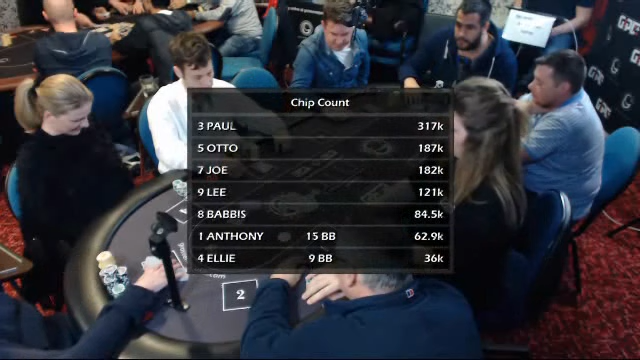 Chip Count
3 PAUL 317k
5 OTTO 187k
7 JOE 182k
9 LEE 121k
8 BABBIS 84.5k
1 ANTHONY 15 BB 62.9k
4 ELLIE 9 BB 36k
2